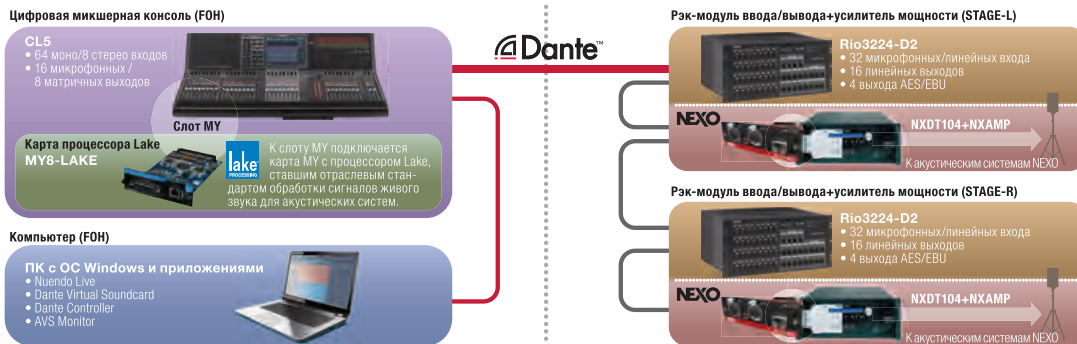 Цифровая микшерная консоль (FOH)
CL5
• 64 моно/8 стерео входов
• 16 микрофонных /
8 матричных выходов
Слот MY
Карта процессора Lake
MY8-LAKE
lake
PROCESSING
К слоту MY подключается
карта MY с процессором Lake,
ставшим отраслевым стан-
дартом обработки сигналов живого
звука для акустических систем.
Компьютер (FOH)
ПК с ОС Windows и приложениями
• Nuendo Live
• Dante Virtual Soundcard
• Dante Controller
• AVS Monitor
Dante™
Рэк-модуль ввода/вывода+усилитель мощности (STAGE-L)
Rio3224-D2
• 32 микрофонных/линейных входа
• 16 линейных выходов
• 4 выхода AES/EBU
NEXO
NXDT104+NXAMP
К акустическим системам NEXO
Рэк-модуль ввода/вывода+усилитель мощности (STAGE-R)
Rio3224-D2
• 32 микрофонных/линейных входа
• 16 линейных выходов
• 4 выхода AES/EBU
NEXO
NXDT104+NXAMP
К акустическим системам NEXO